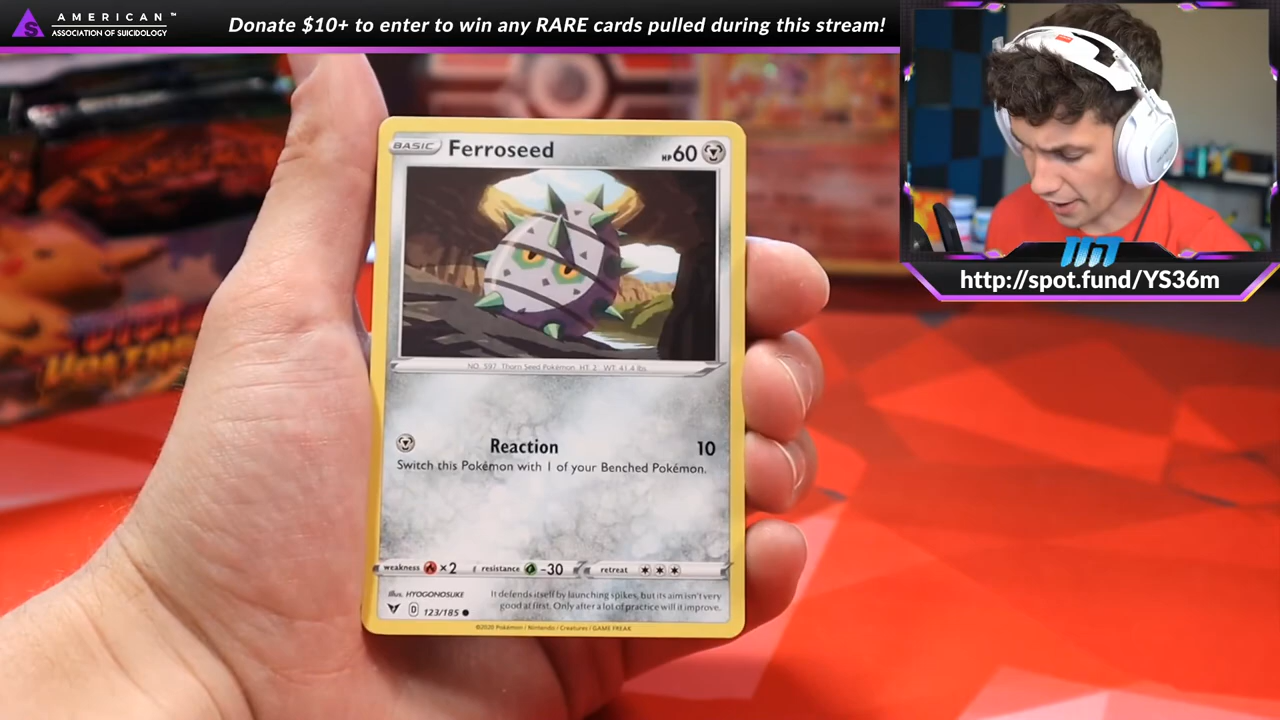 AMERICAN™
ASSOCIATION OF SUICIDOLOGY
Donate $10+ to enter to win any RARE cards pulled during this stream!
http://spot.fund/YS36m
BASIC Ferroseed HP 60
NO. 597 Thorn Seed Pokémon HT: 2' WT: 41.4 lbs.
Reaction 10
Switch this Pokémon with 1 of your Benched Pokémon.
weakness ×2 resistance -30 retreat
Illus. HYOGONOSUKE
It defends itself by launching spikes, but its aim isn't very
good at first. Only after a lot of practice will it improve.
D 123/185
©2020 Pokémon / Nintendo / Creatures / GAME FREAK